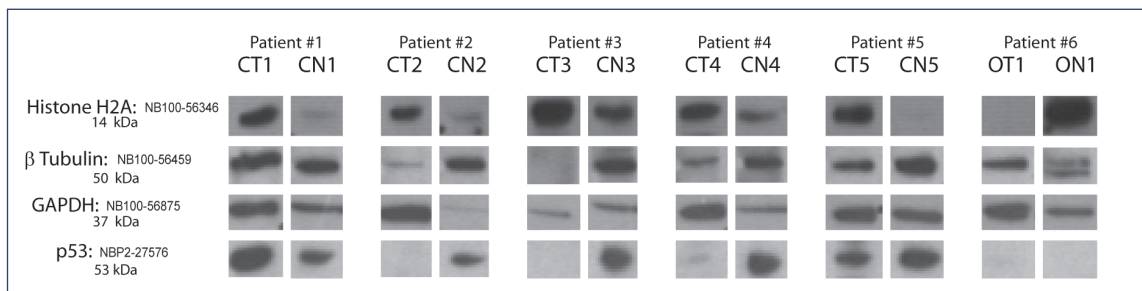 Patient #1 Patient #2 Patient #3 Patient #4 Patient #5 Patient #6
CT1 CN1 CT2 CN2 CT3 CN3 CT4 CN4 CT5 CN5 OT1 ON1
Histone H2A: NB100-56346
14 kDa
β Tubulin: NB100-56459
50 kDa
GAPDH: NB100-56875
37 kDa
p53: NBP2-27576
53 kDa